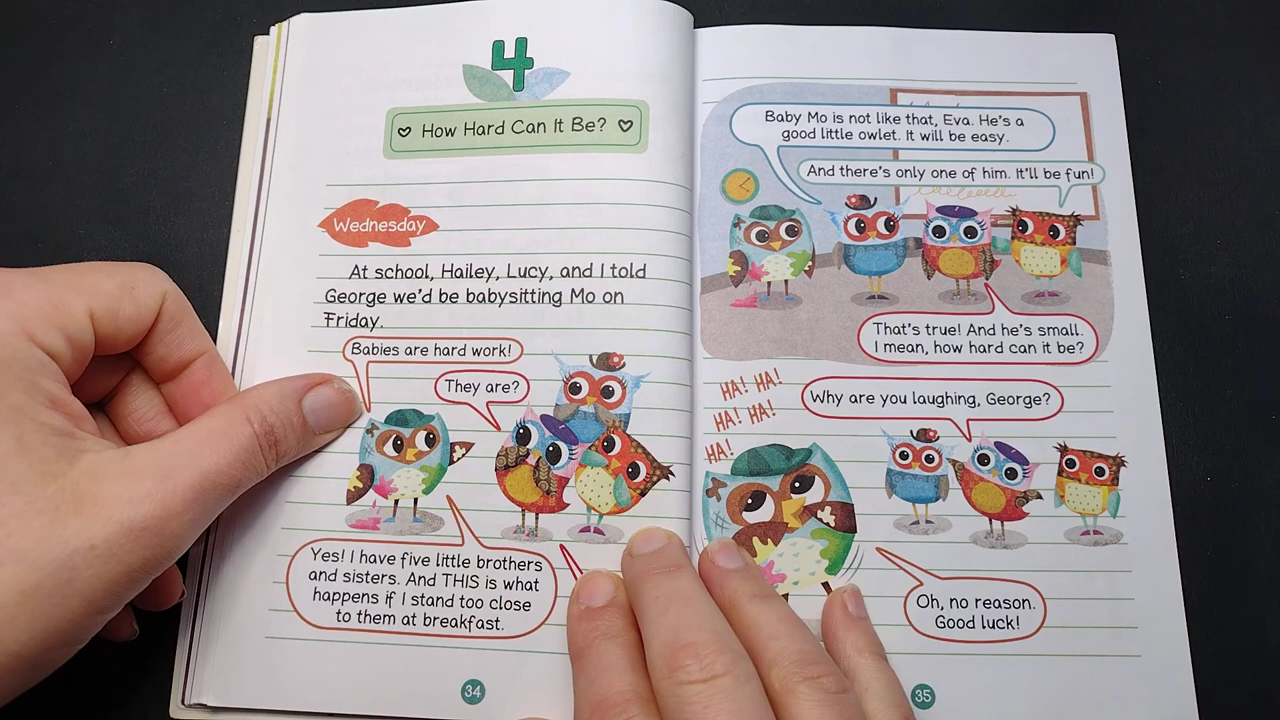 4
How Hard Can It Be?
Wednesday
At school, Hailey, Lucy, and I told
George we'd be babysitting Mo on
Friday.
Babies are hard work!
They are?
Yes! I have five little brothers
and sisters. And THIS is what
happens if I stand too close
to them at breakfast.
34
Baby Mo is not like that, Eva. He's a
good little owlet. It will be easy.
And there's only one of him. It'll be fun!
That's true! And he's small.
I mean, how hard can it be?
HA! HA!
HA! HA!
HA!
Why are you laughing, George?
Oh, no reason.
Good luck!
35